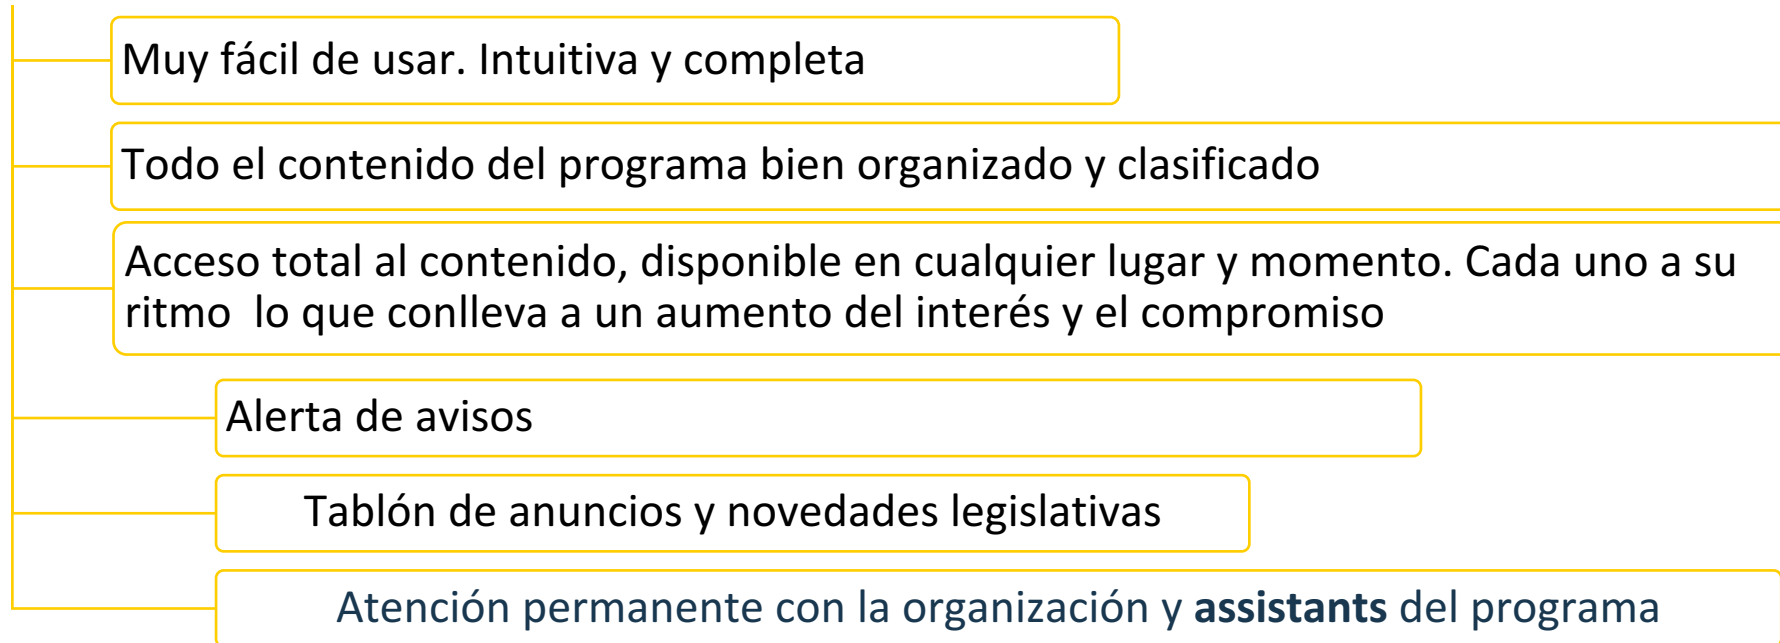 Muy fácil de usar. Intuitiva y completa
Todo el contenido del programa bien organizado y clasificado
Acceso total al contenido, disponible en cualquier lugar y momento. Cada uno a su
ritmo  lo que conlleva a un aumento del interés y el compromiso
Alerta de avisos
Tablón de anuncios y novedades legislativas
Atención permanente con la organización y assistants del programa